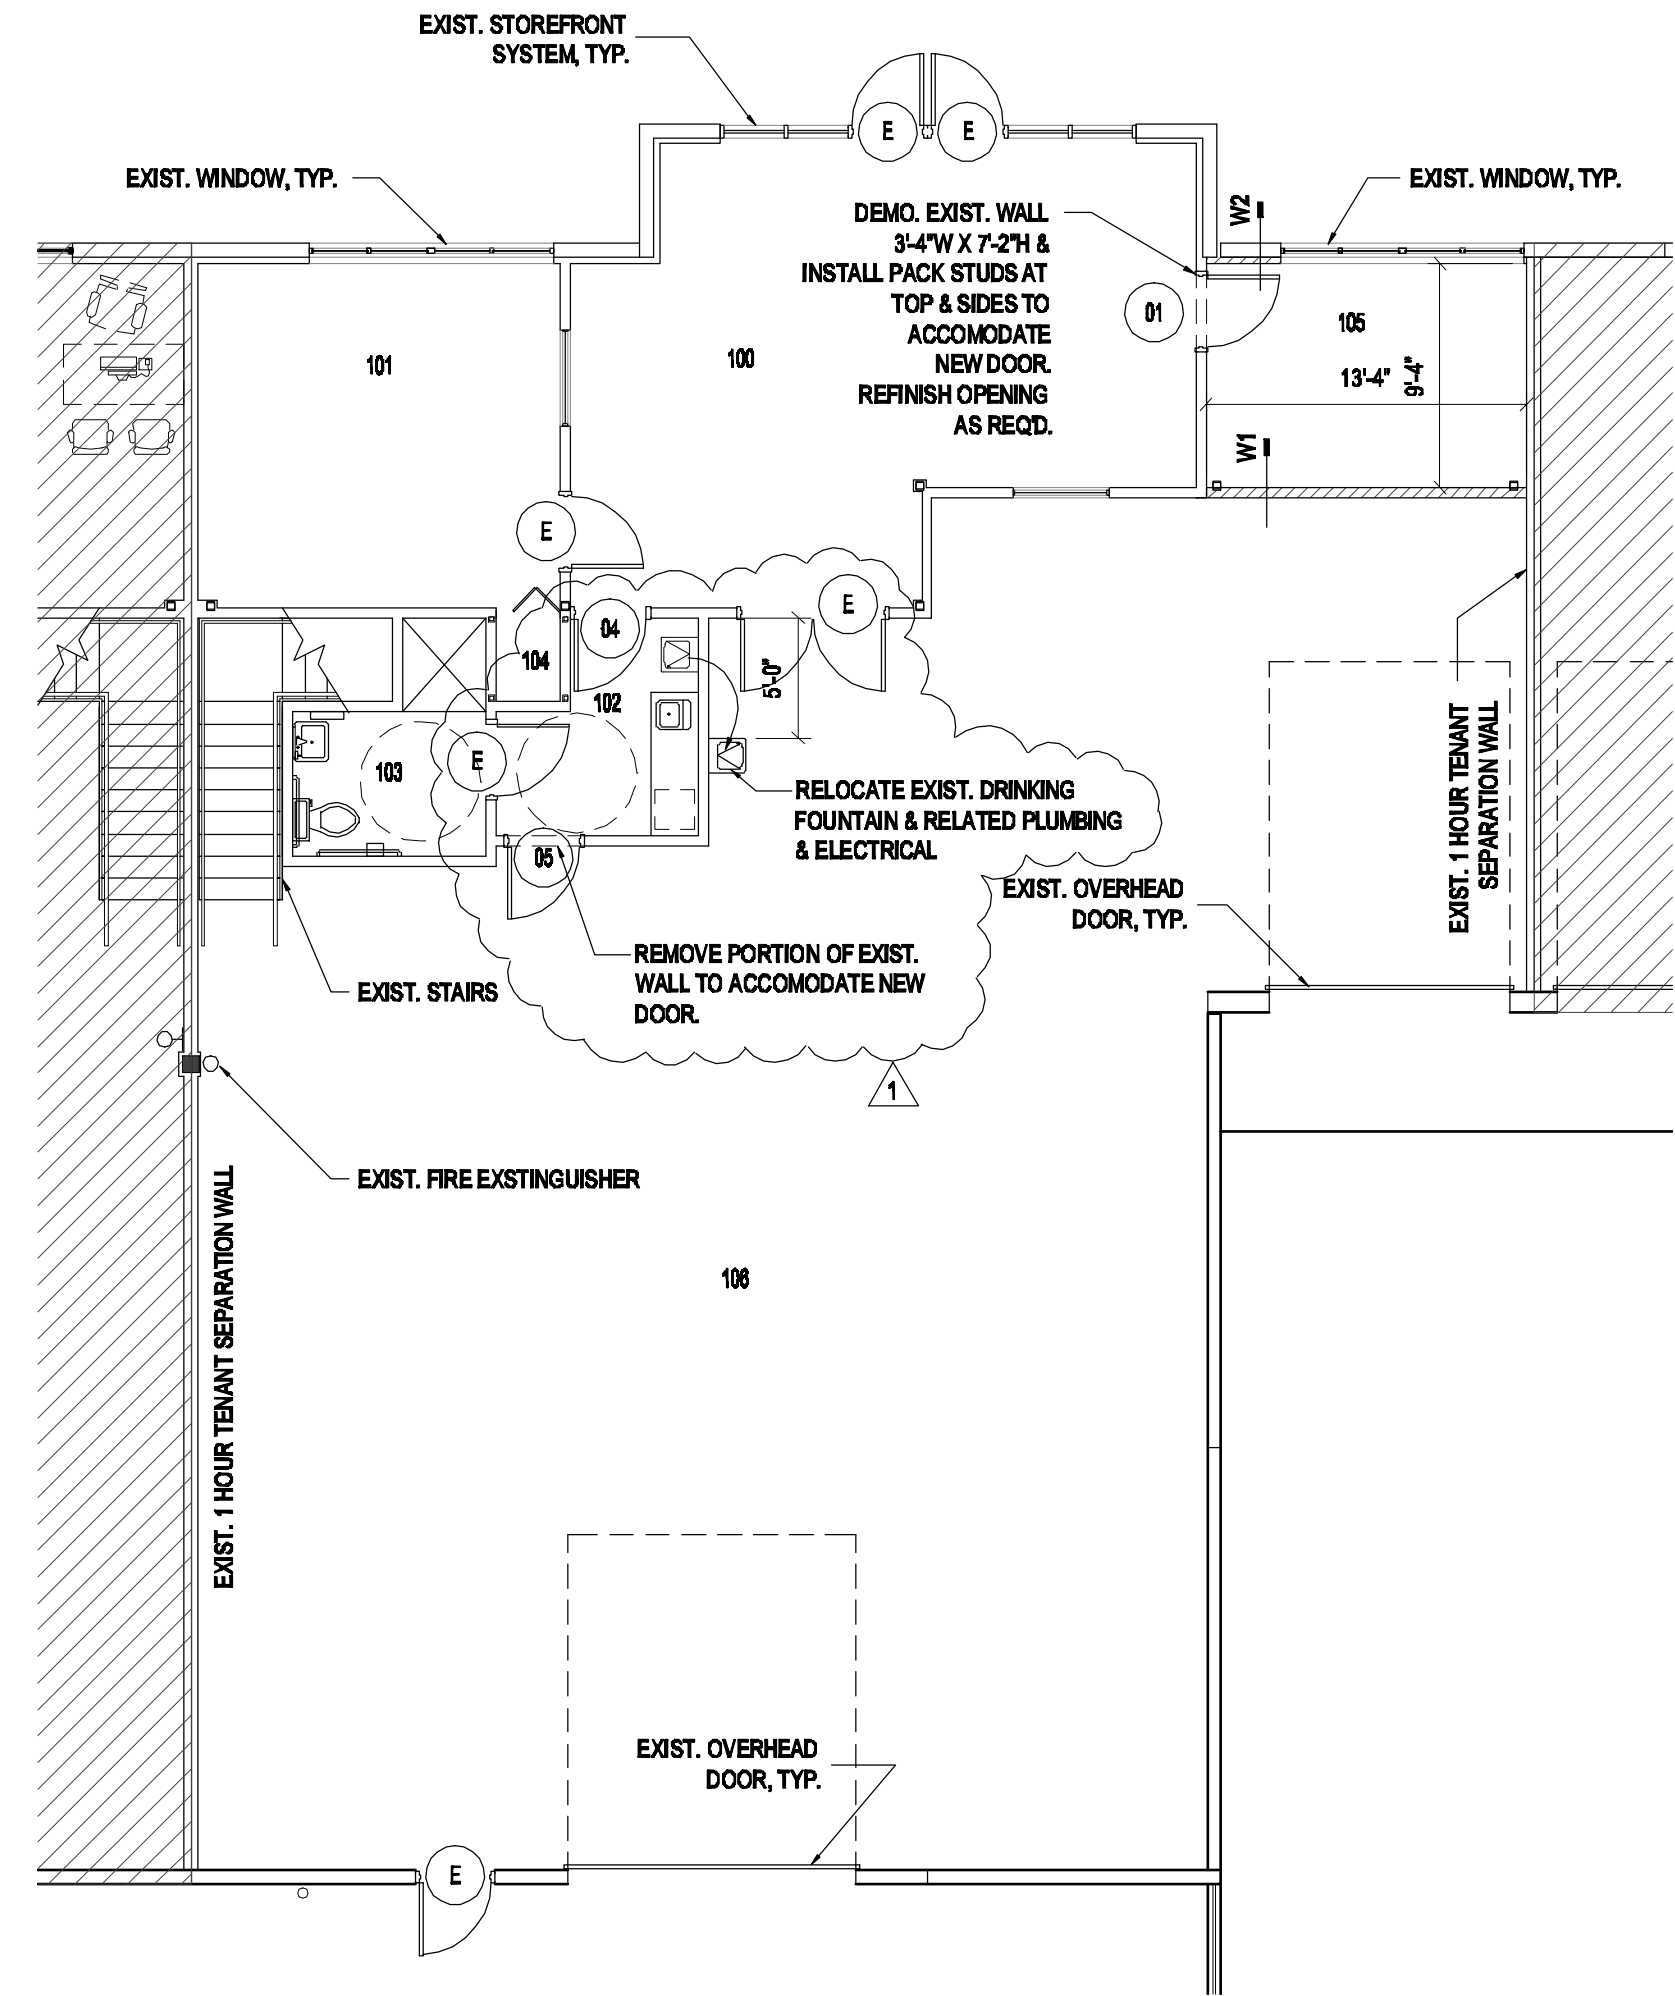 EXIST. STOREFRONT
SYSTEM, TYP.
E
E
EXIST. WINDOW, TYP.
EXIST. WINDOW, TYP.
W2
DEMO. EXIST. WALL
3'-4"W X 7'-2"H &
INSTALL PACK STUDS AT
TOP & SIDES TO
ACCOMODATE
NEW DOOR.
REFINISH OPENING
AS REQ'D.
01
105
101
100
13'-4"
9'-4"
W1
E
E
04
104
102
5'-0"
103
E
RELOCATE EXIST. DRINKING
FOUNTAIN & RELATED PLUMBING
& ELECTRICAL
EXIST. 1 HOUR TENANT
SEPARATION WALL
05
EXIST. OVERHEAD
DOOR, TYP.
REMOVE PORTION OF EXIST.
WALL TO ACCOMODATE NEW
DOOR.
EXIST. STAIRS
1
EXIST. FIRE EXSTINGUISHER
EXIST. 1 HOUR TENANT SEPARATION WALL
106
EXIST. OVERHEAD
DOOR, TYP.
E